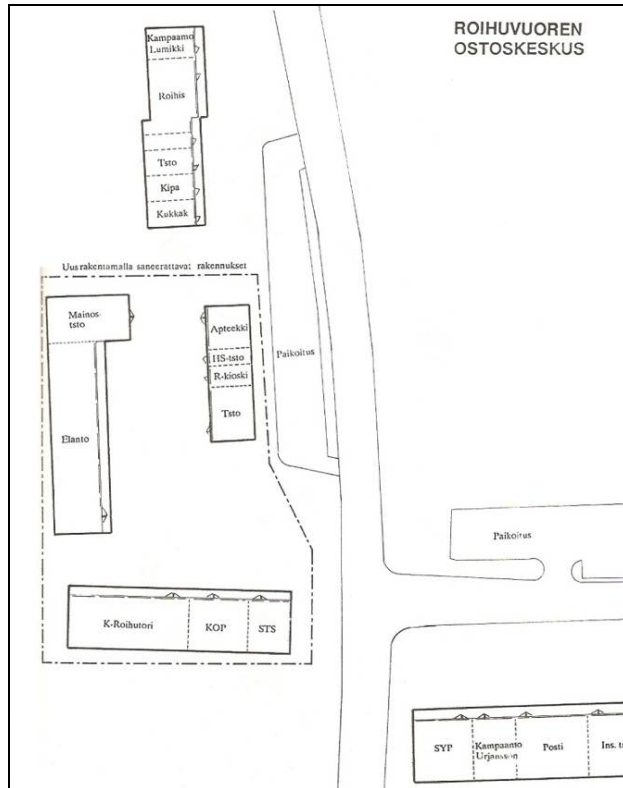 ROIHUVUOREN
OSTOSKESKUS
Kampaamo
Lumikki
Roihis
Tsto
Kipa
Kukkak
Uusrakentamalla saneerattavat rakennukset
Mainos-
tsto
Elanto
Apteekki
HS-tsto
R-kioski
Tsto
Paikoitus
Paikoitus
K-Roihutori
KOP
STS
SYP
Kampaamo
Urjansson
Posti
Ins.